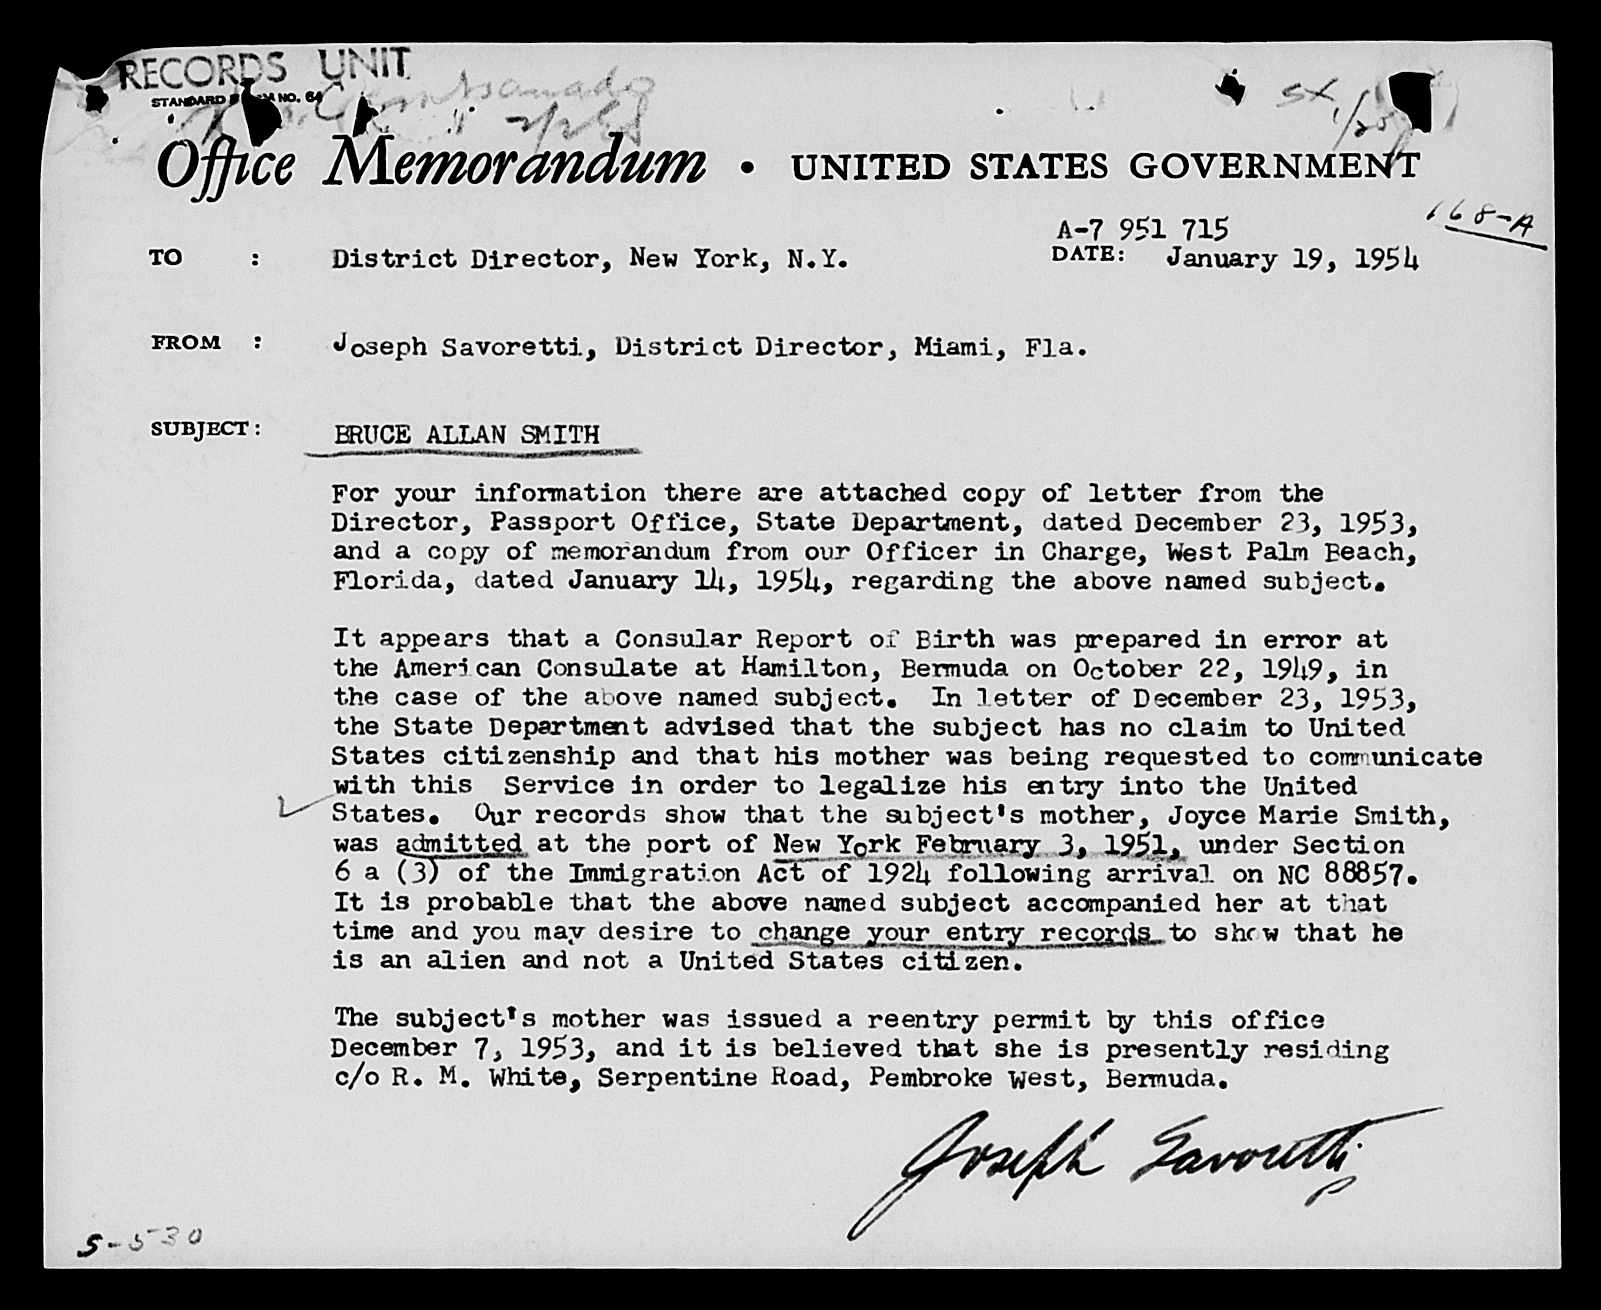 RECORDS UNIT
STANDARD NO. 64
Office Memorandum • UNITED STATES GOVERNMENT
168-A
A-7 951 715
TO : District Director, New York, N.Y. DATE: January 19, 1954
FROM : Joseph Savoretti, District Director, Miami, Fla.
SUBJECT: BRUCE ALLAN SMITH
For your information there are attached copy of letter from the
Director, Passport Office, State Department, dated December 23, 1953,
and a copy of memorandum from our Officer in Charge, West Palm Beach,
Florida, dated January 14, 1954, regarding the above named subject.
It appears that a Consular Report of Birth was prepared in error at
the American Consulate at Hamilton, Bermuda on October 22, 1949, in
the case of the above named subject. In letter of December 23, 1953,
the State Department advised that the subject has no claim to United
States citizenship and that his mother was being requested to communicate
with this Service in order to legalize his entry into the United
States. Our records show that the subject's mother, Joyce Marie Smith,
was admitted at the port of New York February 3, 1951, under Section
6 a (3) of the Immigration Act of 1924 following arrival on NC 88857.
It is probable that the above named subject accompanied her at that
time and you may desire to change your entry records to show that he
is an alien and not a United States citizen.
The subject's mother was issued a reentry permit by this office
December 7, 1953, and it is believed that she is presently residing
c/o R. M. White, Serpentine Road, Pembroke West, Bermuda.
Joseph Savoretti
S-530